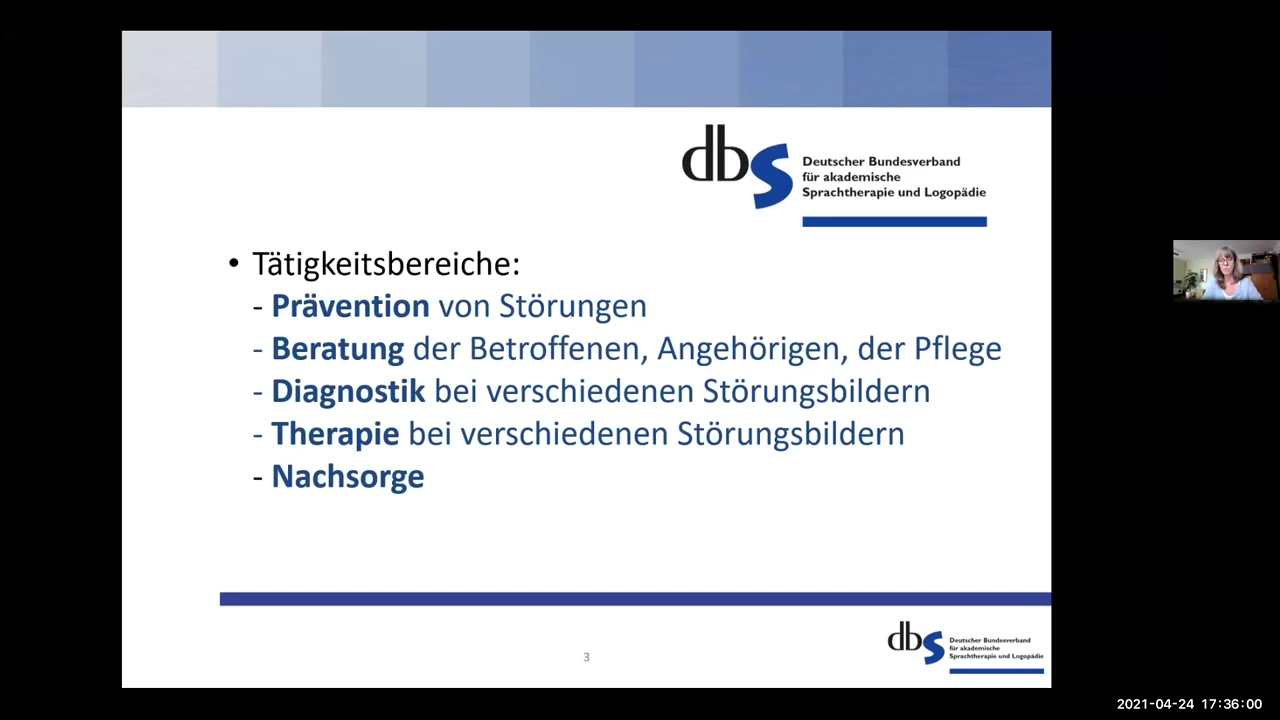 dbs
Deutscher Bundesverband
für akademische
Sprachtherapie und Logopädie
• Tätigkeitsbereiche:
- Prävention von Störungen
- Beratung der Betroffenen, Angehörigen, der Pflege
- Diagnostik bei verschiedenen Störungsbildern
- Therapie bei verschiedenen Störungsbildern
- Nachsorge
3
dbs
Deutscher Bundesverband
für akademische
Sprachtherapie und Logopädie
2021-04-24 17:36:00